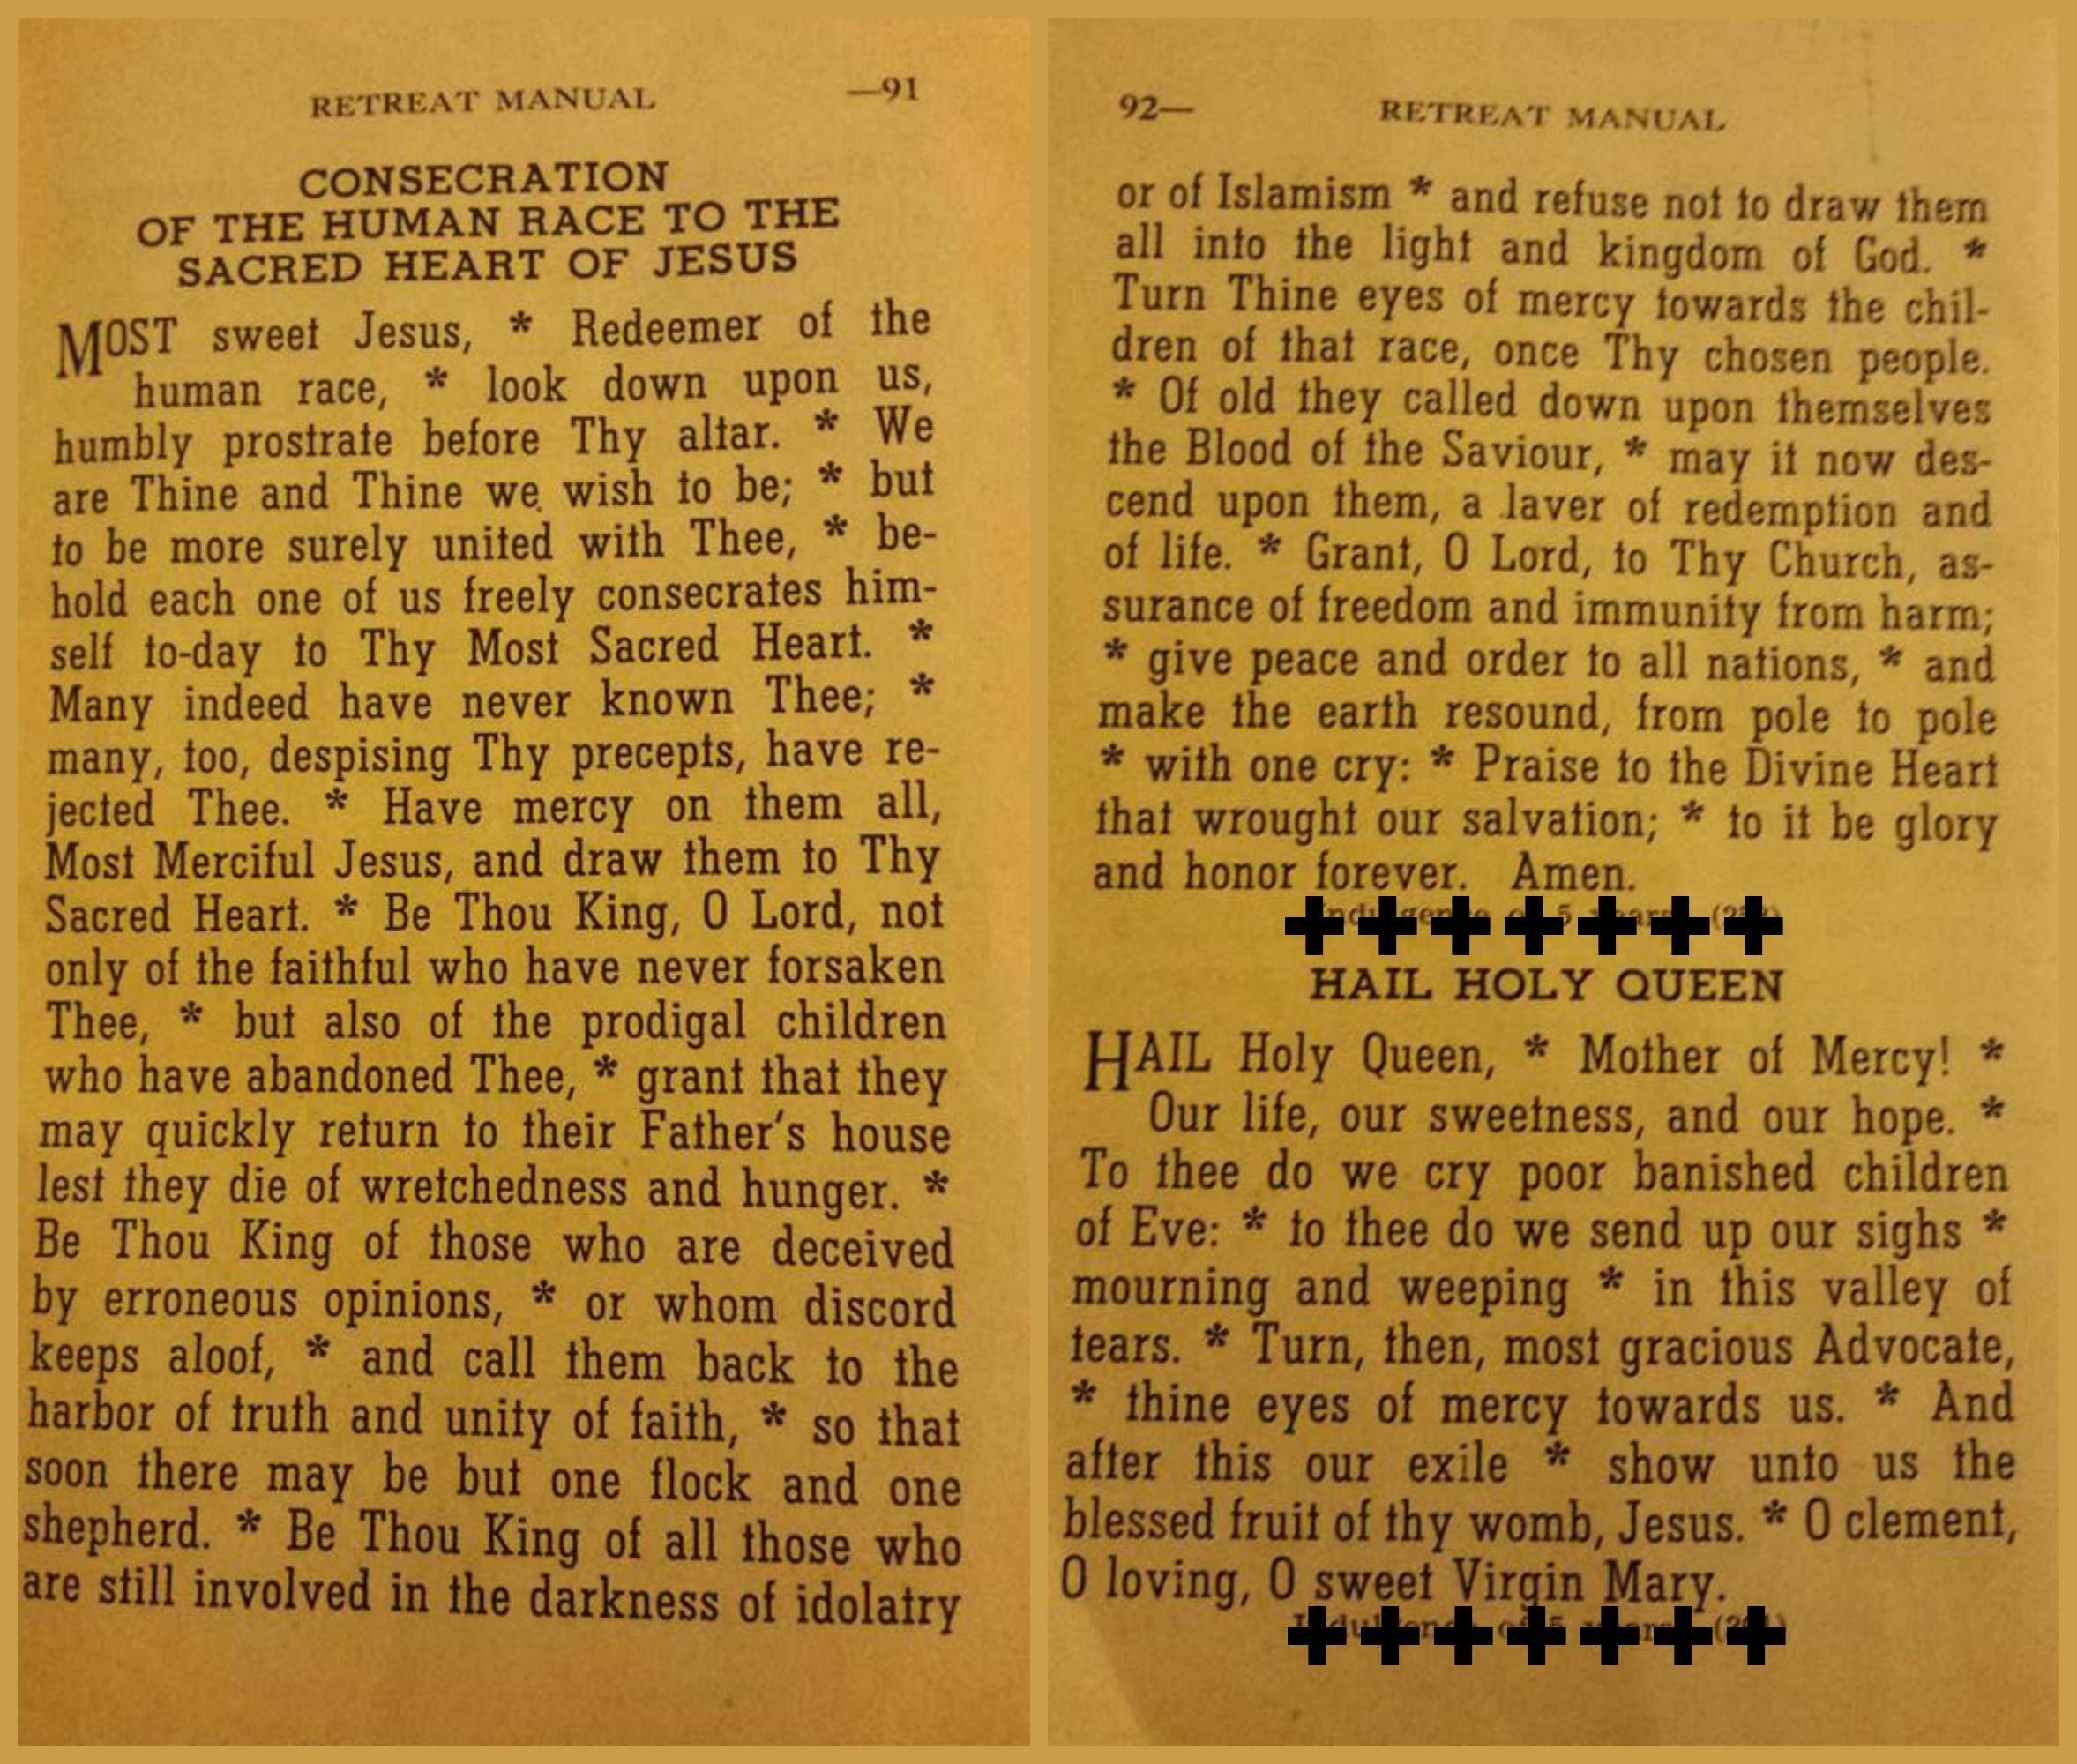 RETREAT MANUAL —91
CONSECRATION
OF THE HUMAN RACE TO THE
SACRED HEART OF JESUS
MOST sweet Jesus, * Redeemer of the
human race, * look down upon us,
humbly prostrate before Thy altar. * We
are Thine and Thine we wish to be; * but
to be more surely united with Thee, * be-
hold each one of us freely consecrates him-
self to-day to Thy Most Sacred Heart. *
Many indeed have never known Thee; *
many, too, despising Thy precepts, have re-
jected Thee. * Have mercy on them all,
Most Merciful Jesus, and draw them to Thy
Sacred Heart. * Be Thou King, O Lord, not
only of the faithful who have never forsaken
Thee, * but also of the prodigal children
who have abandoned Thee, * grant that they
may quickly return to their Father's house
lest they die of wretchedness and hunger. *
Be Thou King of those who are deceived
by erroneous opinions, * or whom discord
keeps aloof, * and call them back to the
harbor of truth and unity of faith, * so that
soon there may be but one flock and one
shepherd. * Be Thou King of all those who
are still involved in the darkness of idolatry
92— RETREAT MANUAL
or of Islamism * and refuse not to draw them
all into the light and kingdom of God. *
Turn Thine eyes of mercy towards the chil-
dren of that race, once Thy chosen people.
* Of old they called down upon themselves
the Blood of the Saviour, * may it now des-
cend upon them, a laver of redemption and
of life. * Grant, O Lord, to Thy Church, as-
surance of freedom and immunity from harm;
* give peace and order to all nations, * and
make the earth resound, from pole to pole
* with one cry: * Praise to the Divine Heart
that wrought our salvation; * to it be glory
and honor forever. Amen.
HAIL HOLY QUEEN
HAIL Holy Queen, * Mother of Mercy! *
Our life, our sweetness, and our hope. *
To thee do we cry poor banished children
of Eve: * to thee do we send up our sighs *
mourning and weeping * in this valley of
tears. * Turn, then, most gracious Advocate,
* thine eyes of mercy towards us. * And
after this our exile * show unto us the
blessed fruit of thy womb, Jesus. * O clement,
O loving, O sweet Virgin Mary.